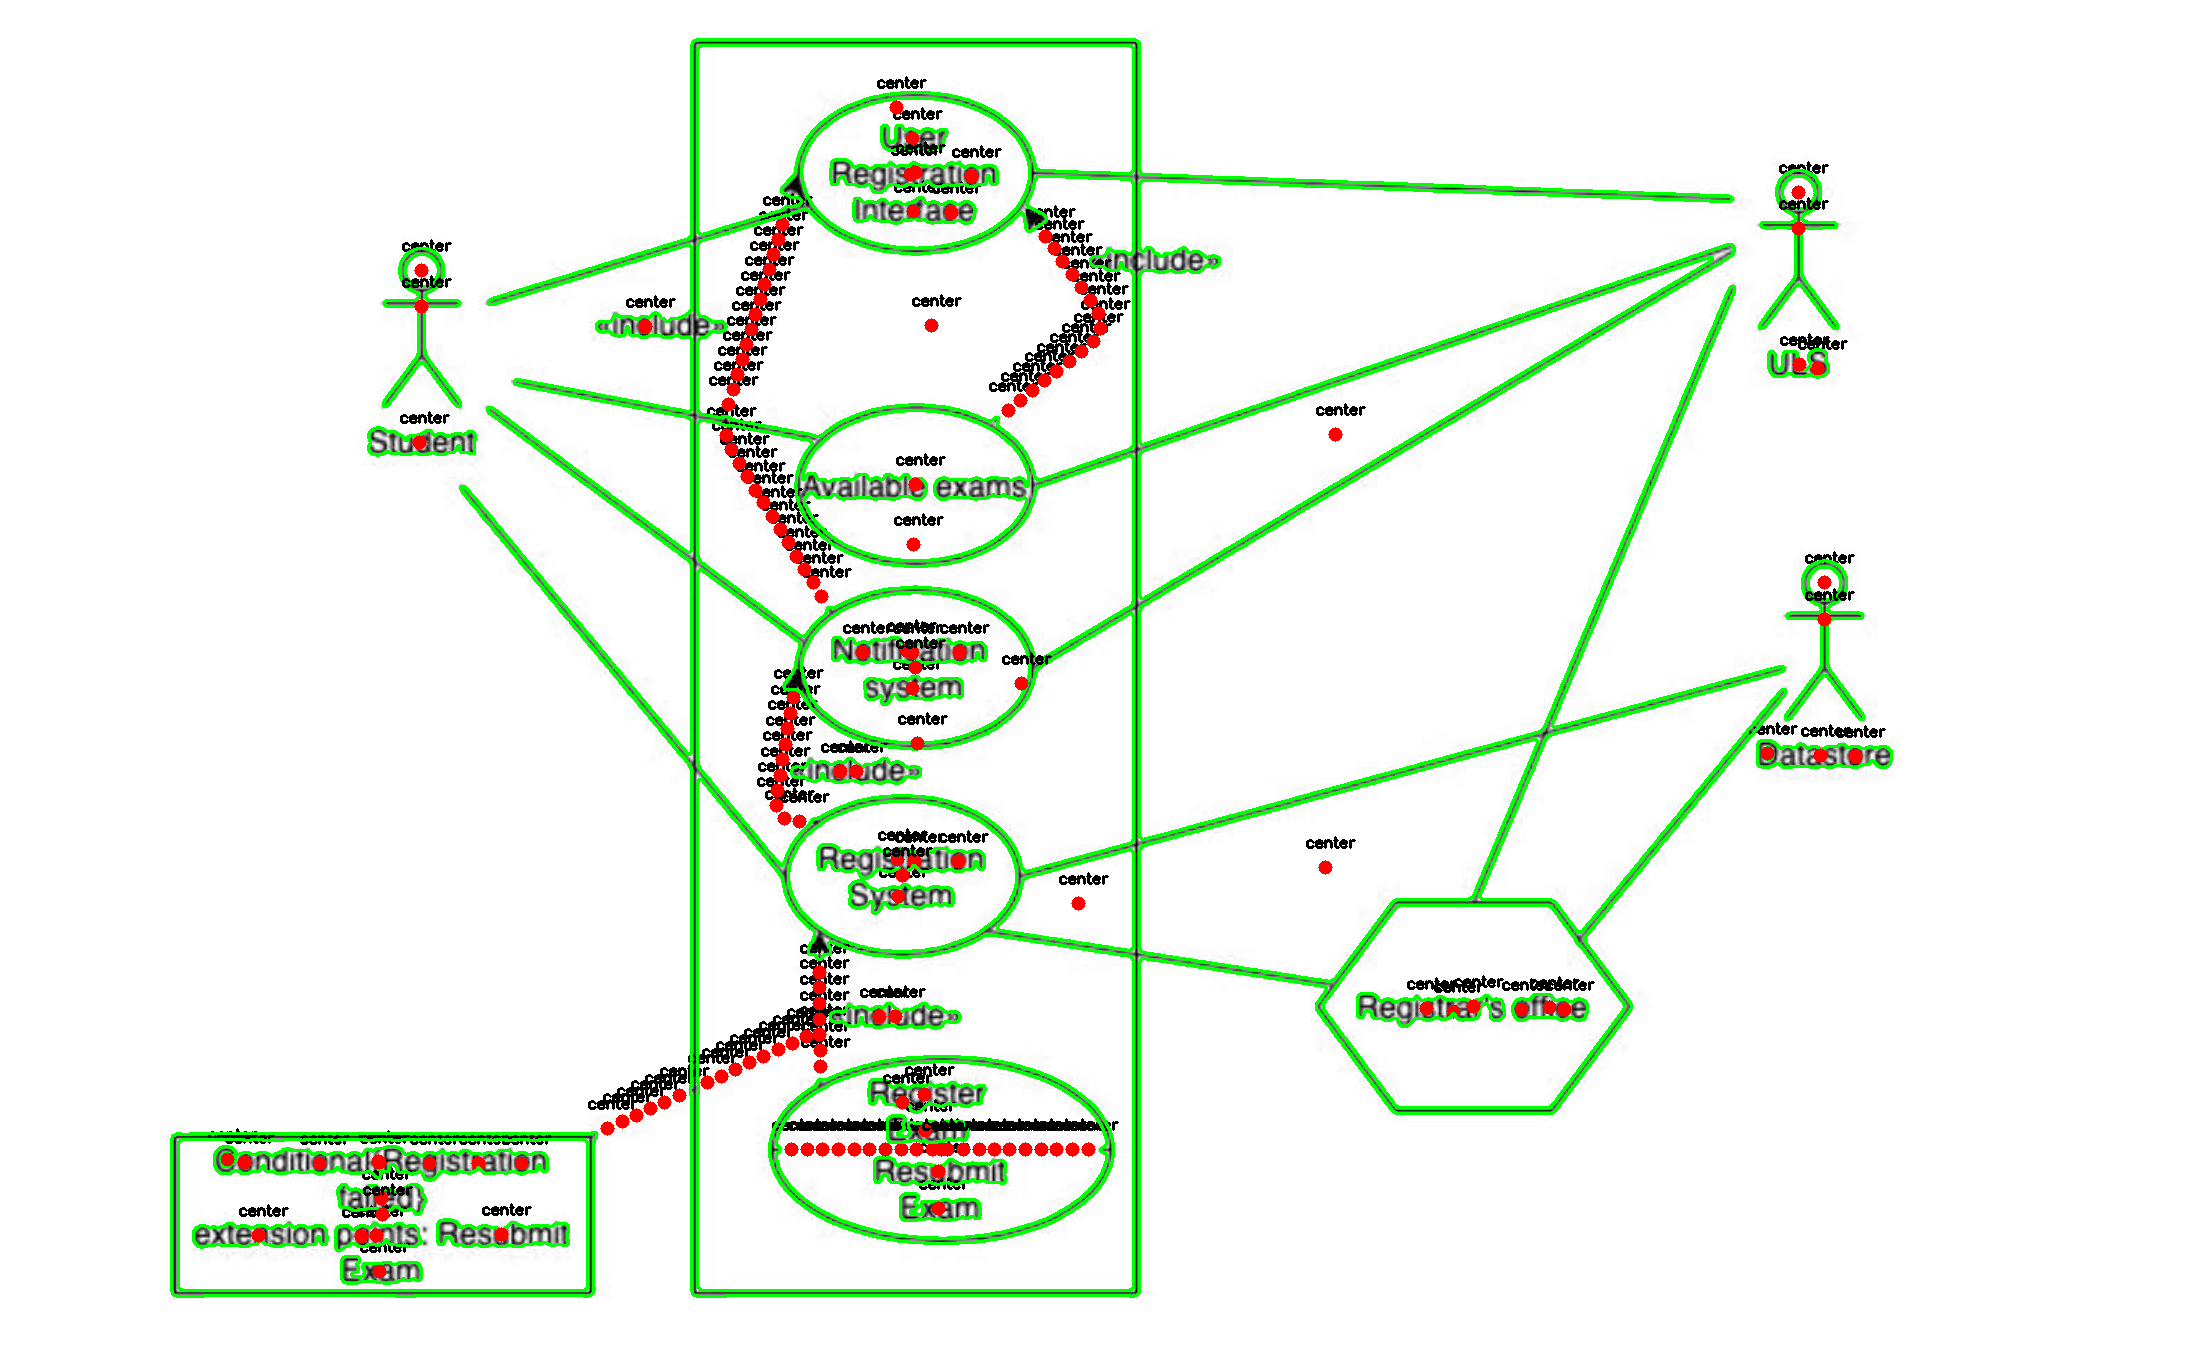 center
User
Registration
Interface
«include»
«include»
Student
ULS
Available exams
Notification
system
«include»
Datastore
Registration
System
Registrar's office
«include»
Register
Exam
Resubmit
Exam
Conditional{Registration
failed}
extension points: Resubmit
Exam